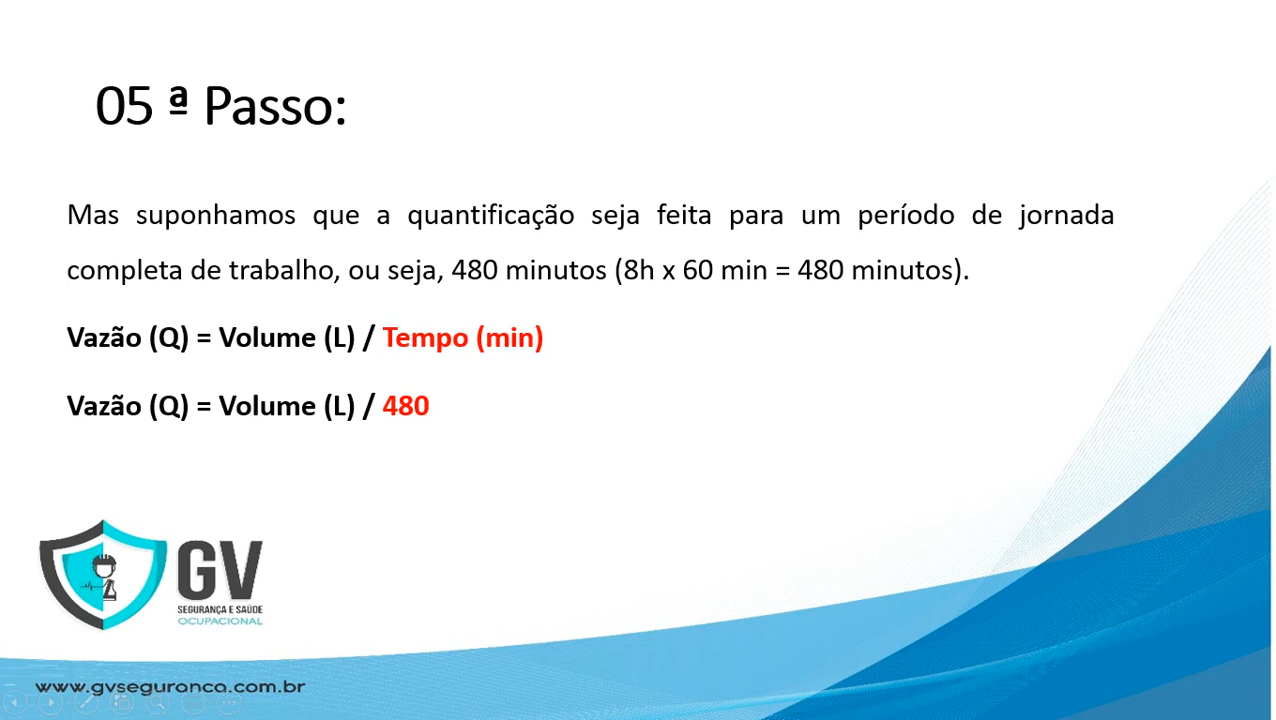 05 ª Passo:
Mas suponhamos que a quantificação seja feita para um período de jornada
completa de trabalho, ou seja, 480 minutos (8h x 60 min = 480 minutos).
Vazão (Q) = Volume (L) / Tempo (min)
Vazão (Q) = Volume (L) / 480
GV
SEGURANÇA E SAÚDE
OCUPACIONAL
www.gvseguranca.com.br